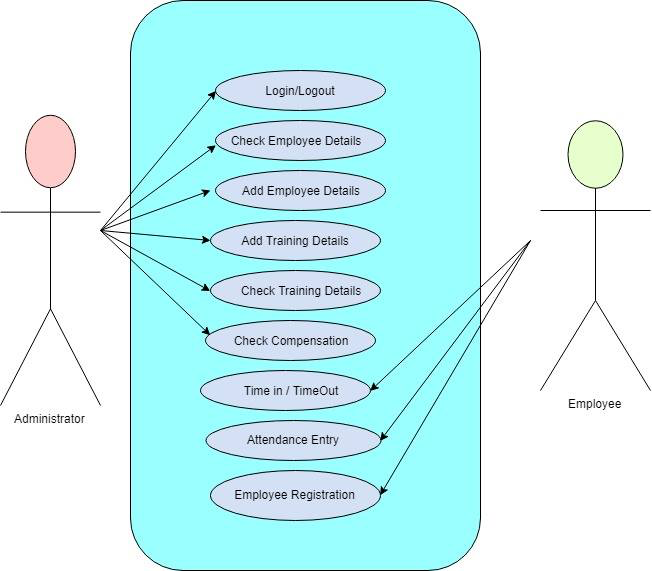 Login/Logout
Check Employee Details
Add Employee Details
Add Training Details
Check Training Details
Check Compensation
Time in / TimeOut
Attendance Entry
Employee Registration
Administrator
Employee